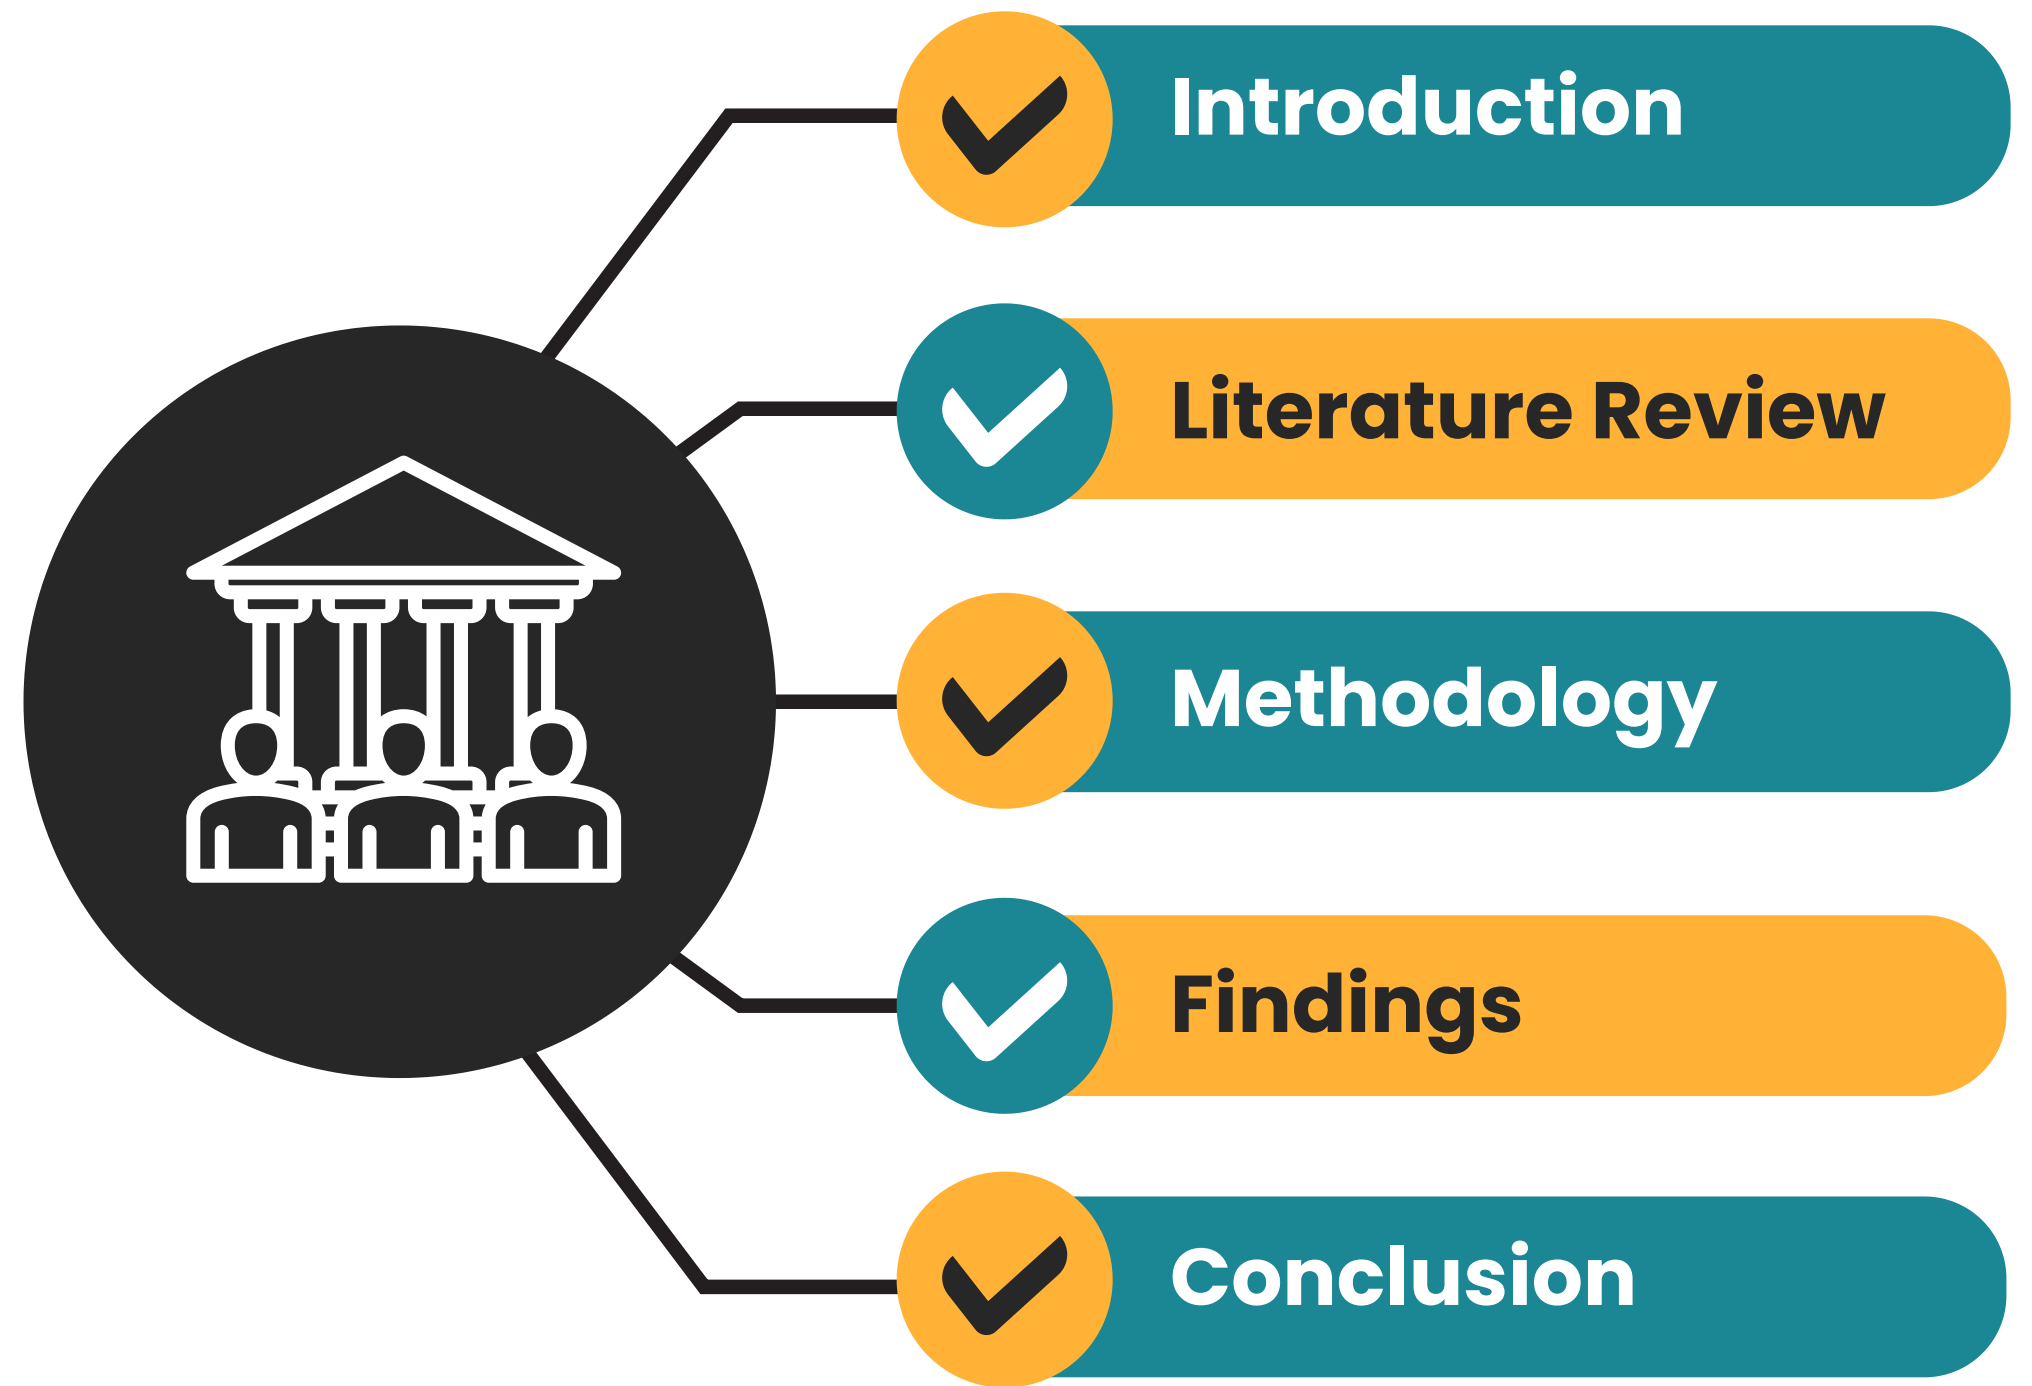 Introduction
Literature Review
Methodology
Findings
Conclusion